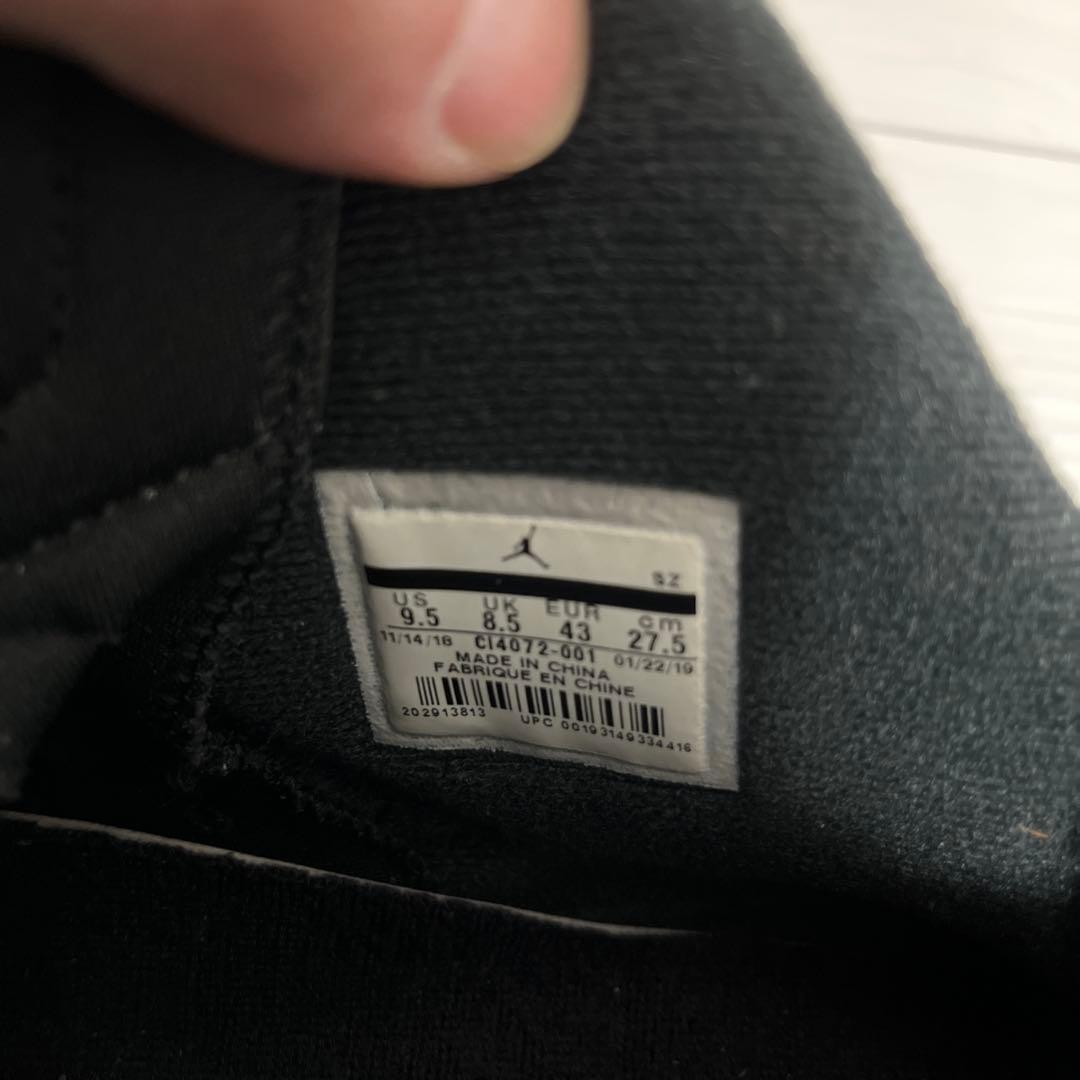 SZ
US UK EUR cm
9.5 8.5 43 27.5
11/14/18 CI4072-001 01/22/19
MADE IN CHINA
FABRIQUE EN CHINE
202913813 UPC 00193149334416